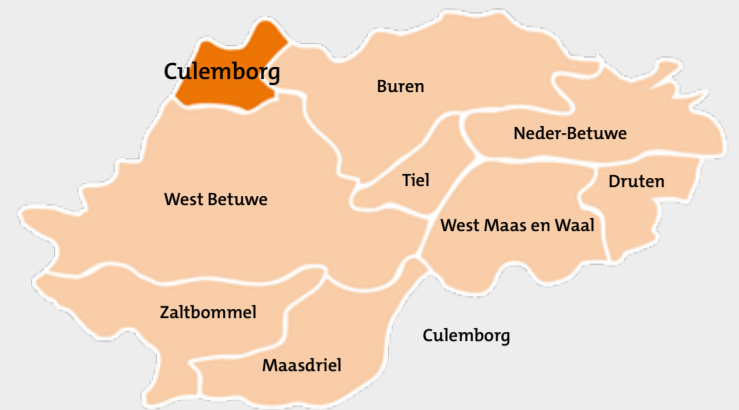 Culemborg
Buren
Neder-Betuwe
Tiel
Druten
West Betuwe
West Maas en Waal
Zaltbommel
Culemborg
Maasdriel